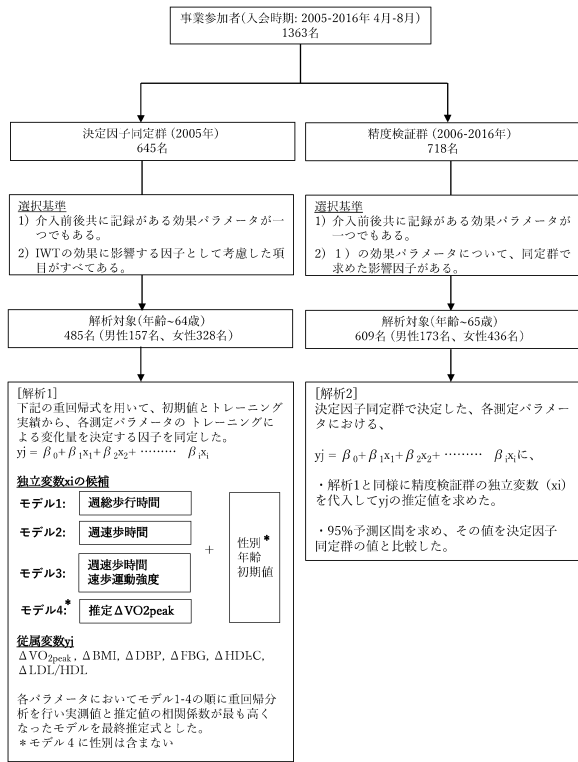 事業参加者(入会時期: 2005-2016年 4月-8月)
1363名
決定因子同定群 (2005年)
645名
精度検証群 (2006-2016年)
718名
選択基準
1) 介入前後共に記録がある効果パラメータが一
つでもある。
2) IWTの効果に影響する因子として考慮した項
目がすべてある。
選択基準
1) 介入前後共に記録がある効果パラメータが
一つでもある。
2) １）の効果パラメータについて、同定群で
求めた影響因子がある。
解析対象(年齢~64歳)
485名 (男性157名、女性328名)
解析対象(年齢~65歳)
609名 (男性173名、女性436名)
[解析1]
下記の重回帰式を用いて、初期値とトレーニング
実績から、各測定パラメータの トレーニングに
よる変化量を決定する因子を同定した。
yj = β0+β1x1+β2x2+ ……… βixi
独立変数xiの候補
モデル1: 週総歩行時間
モデル2: 週速歩時間
モデル3: 週速歩時間
速歩運動強度
モデル4:* 推定ΔVO2peak
+
性別*
年齢
初期値
従属変数yj
ΔVO2peak, ΔBMI, ΔDBP, ΔFBG, ΔHDL-C,
ΔLDL/HDL
各パラメータにおいてモデル1-4の順に重回帰分
析を行い実測値と推定値の相関係数が最も高く
なったモデルを最終推定式とした。
＊モデル４に性別は含まない
[解析2]
決定因子同定群で決定した、各測定パラメー
タにおける、
yj = β0+β1x1+β2x2+ ……… βixiに、
・解析1と同様に精度検証群の独立変数（xi）
を代入してyjの推定値を求めた。
・95%予測区間を求め、その値を決定因子
同定群の値と比較した。